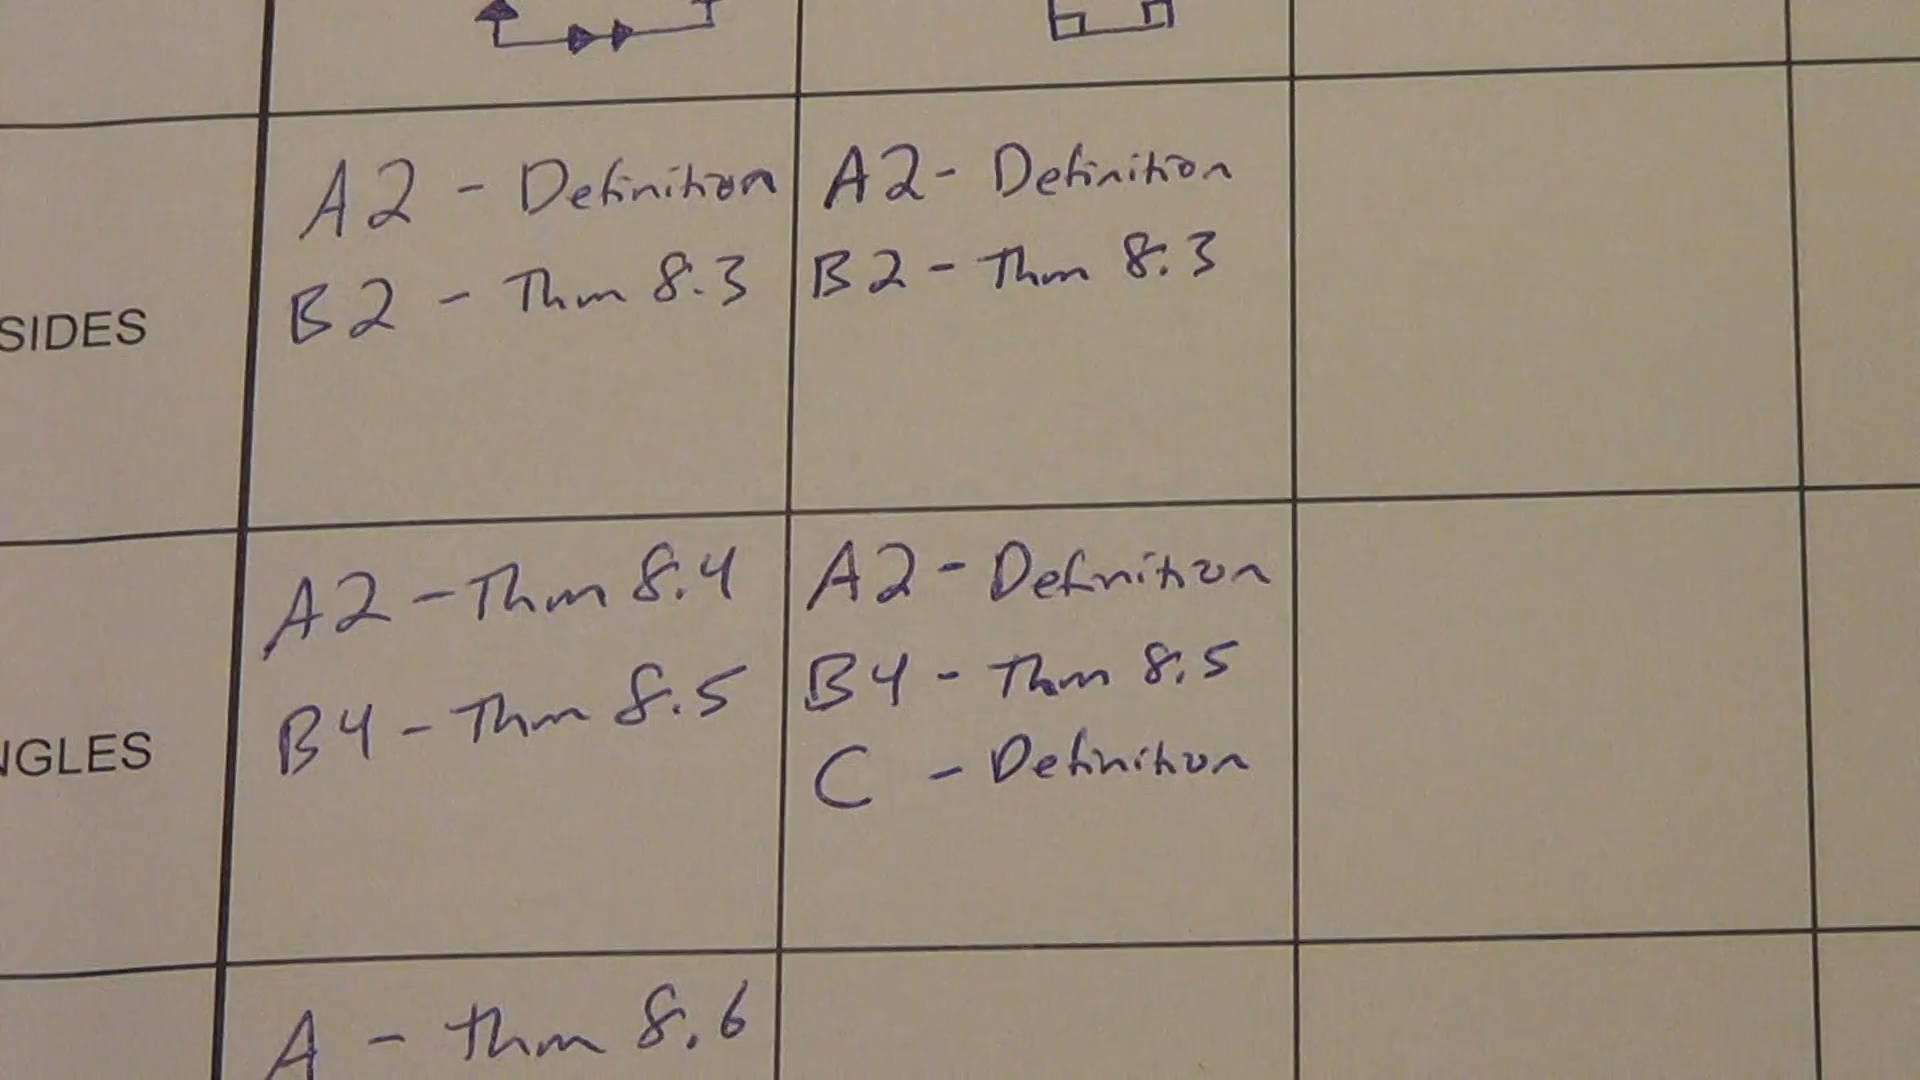 SIDES
A2 - Definition
B2 - Thm 8.3
A2 - Definition
B2 - Thm 8.3
NGLES
A2 - Thm 8.4
B4 - Thm 8.5
A2 - Definition
B4 - Thm 8.5
C - Definition
A - Thm 8.6